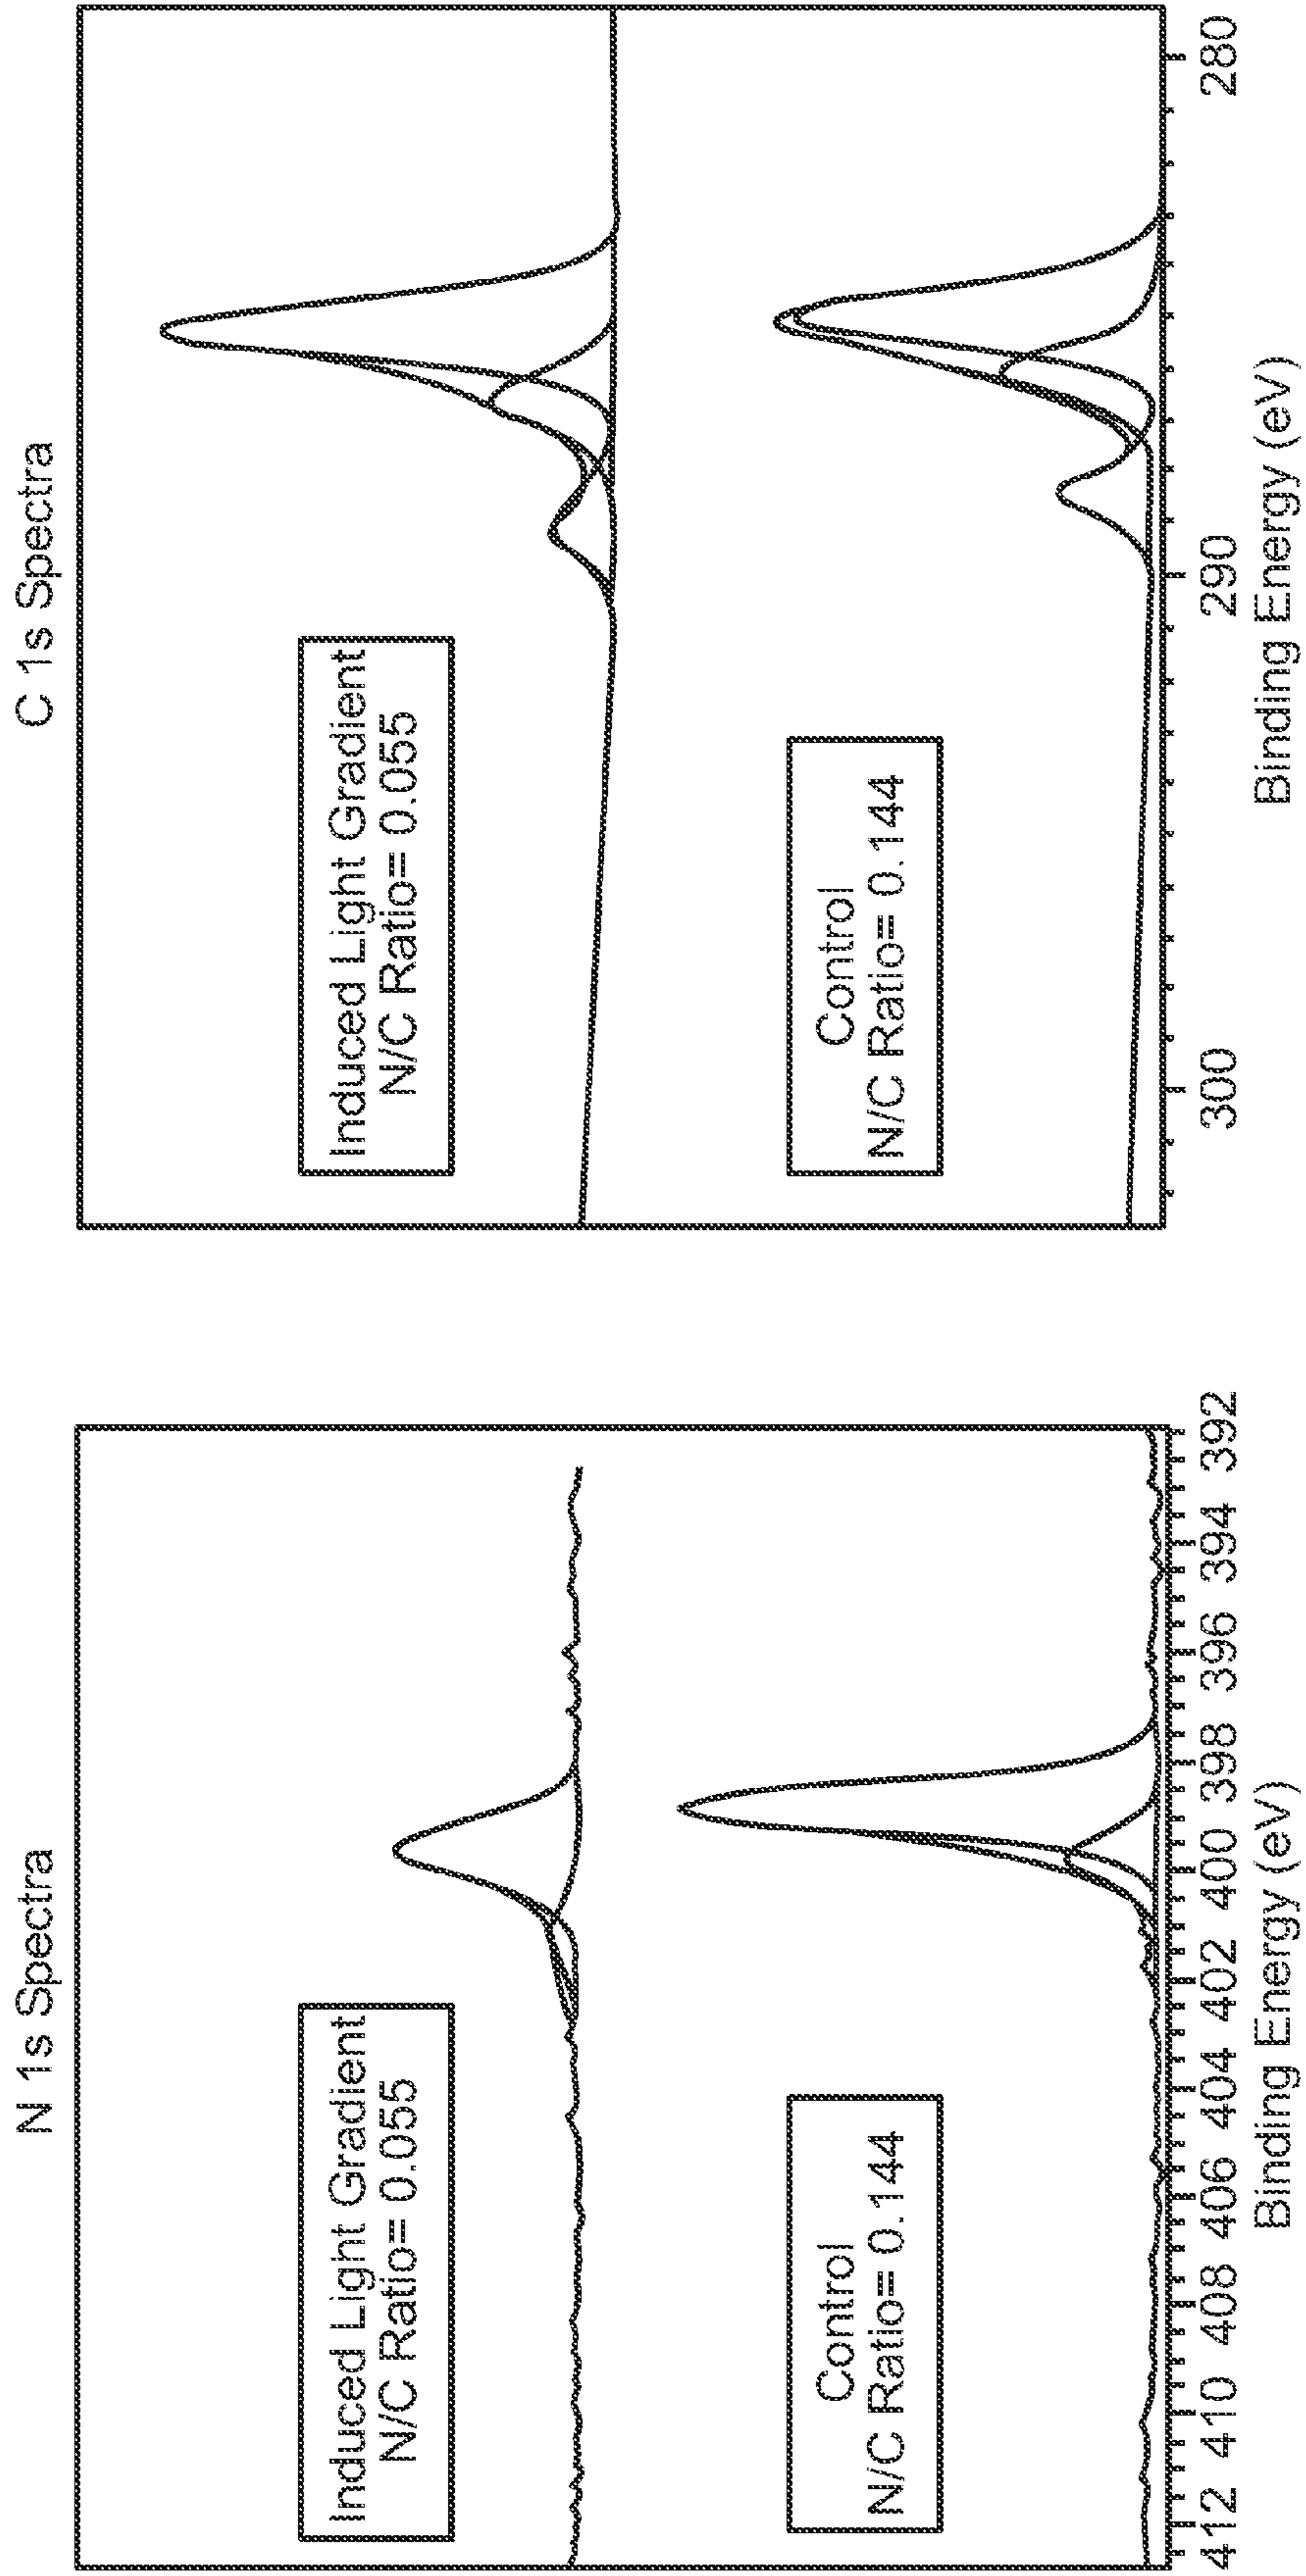 N 1s Spectra
Induced Light Gradient
N/C Ratio= 0.055
Control
N/C Ratio= 0.144
412 410 408 406 404 402 400 398 396 394 392
Binding Energy (eV)
C 1s Spectra
Induced Light Gradient
N/C Ratio= 0.055
Control
N/C Ratio= 0.144
300 290 280
Binding Energy (eV)